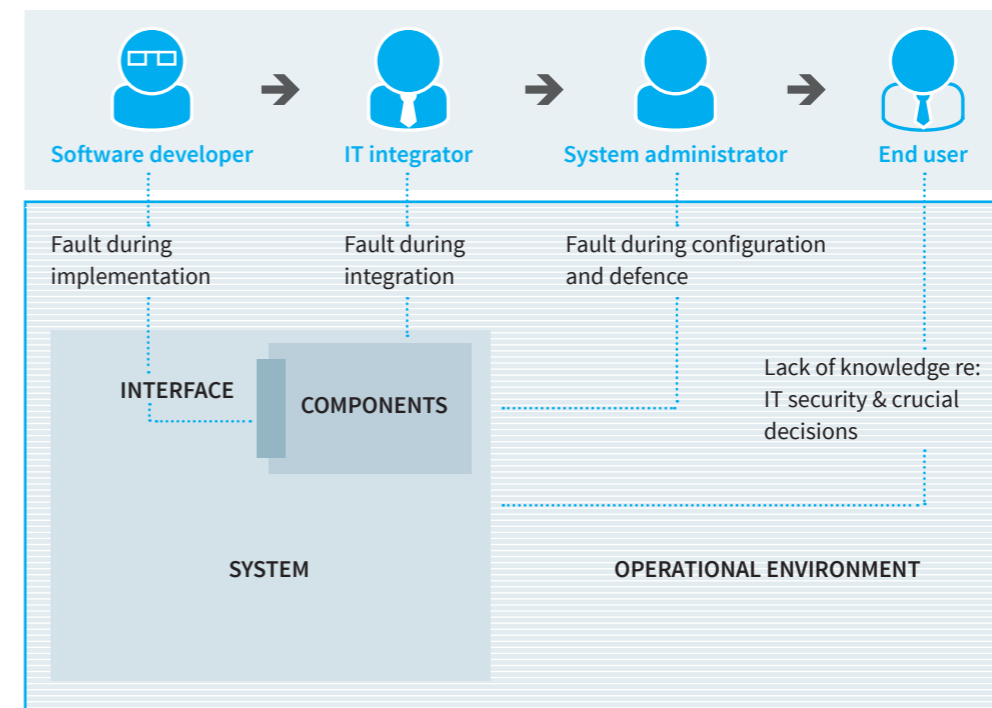 Software developer
IT integrator
System administrator
End user
Fault during
implementation
Fault during
integration
Fault during configuration
and defence
Lack of knowledge re:
IT security & crucial
decisions
INTERFACE
COMPONENTS
SYSTEM
OPERATIONAL ENVIRONMENT